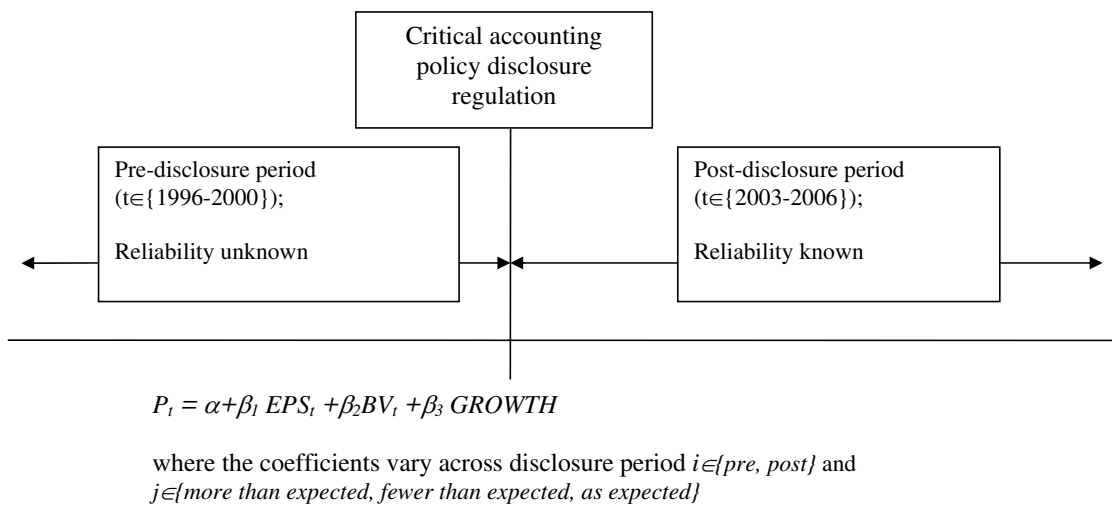 Critical accounting
policy disclosure
regulation
Pre-disclosure period
(t∈{1996-2000});
Reliability unknown
Post-disclosure period
(t∈{2003-2006});
Reliability known
Pₜ = α+β₁ EPSₜ +β₂BVₜ +β₃ GROWTH
where the coefficients vary across disclosure period i∈{pre, post} and
j∈{more than expected, fewer than expected, as expected}